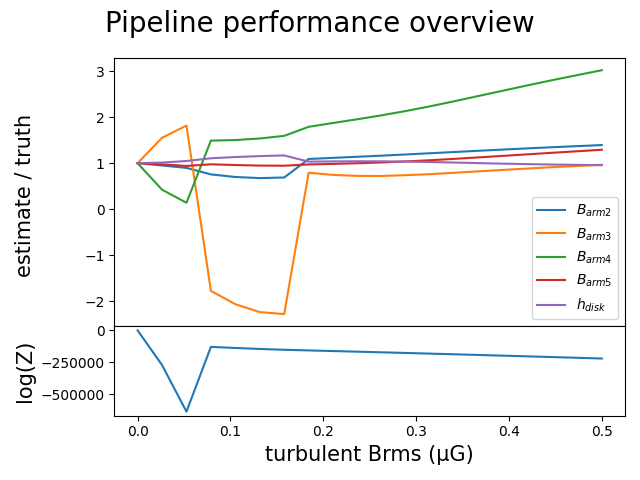 Pipeline performance overview
estimate / truth
3
2
1
0
−1
−2
B_arm2
B_arm3
B_arm4
B_arm5
h_disk
log(Z)
0
−250000
−500000
0.0 0.1 0.2 0.3 0.4 0.5
turbulent Brms (μG)